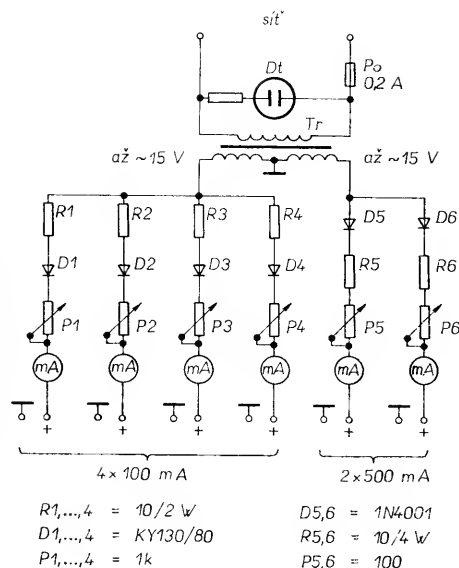 síť
Dt
Po
0,2 A
Tr
až ~15 V
až ~15 V
R1
R2
R3
R4
D5
D6
D1
D2
D3
D4
R5
R6
P1
P2
P3
P4
P5
P6
mA
mA
mA
mA
mA
mA
+
+
+
+
+
+
4 × 100 mA
2 × 500 mA
R1,...,4 = 10/2 W
D1,...,4 = KY130/80
P1,...,4 = 1k
D5,6 = 1N4001
R5,6 = 10/4 W
P5,6 = 100